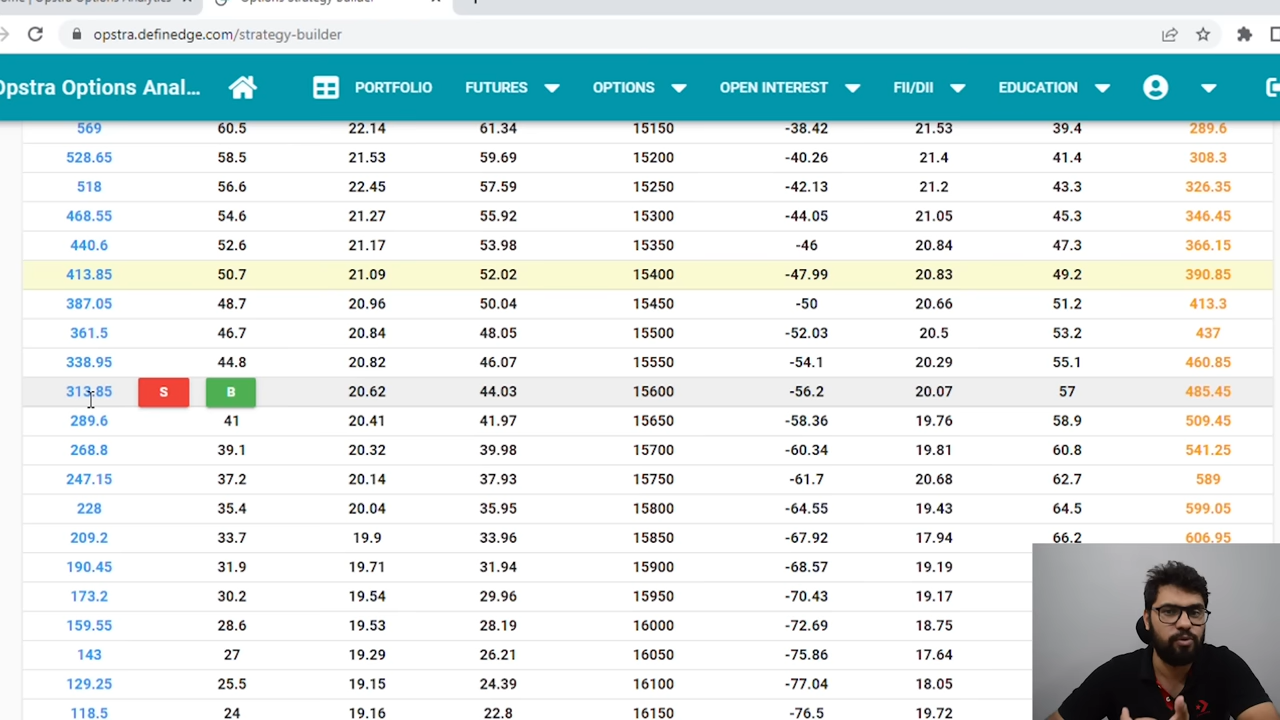 Options Strategy Builder
opstra.definedge.com/strategy-builder
Opstra Options Anal... PORTFOLIO FUTURES OPTIONS OPEN INTEREST FII/DII EDUCATION
569 60.5 22.14 61.34 15150 -38.42 21.53 39.4 289.6
528.65 58.5 21.53 59.69 15200 -40.26 21.4 41.4 308.3
518 56.6 22.45 57.59 15250 -42.13 21.2 43.3 326.35
468.55 54.6 21.27 55.92 15300 -44.05 21.05 45.3 346.45
440.6 52.6 21.17 53.98 15350 -46 20.84 47.3 366.15
413.85 50.7 21.09 52.02 15400 -47.99 20.83 49.2 390.85
387.05 48.7 20.96 50.04 15450 -50 20.66 51.2 413.3
361.5 46.7 20.84 48.05 15500 -52.03 20.5 53.2 437
338.95 44.8 20.82 46.07 15550 -54.1 20.29 55.1 460.85
313.85 S B 20.62 44.03 15600 -56.2 20.07 57 485.45
289.6 41 20.41 41.97 15650 -58.36 19.76 58.9 509.45
268.8 39.1 20.32 39.98 15700 -60.34 19.81 60.8 541.25
247.15 37.2 20.14 37.93 15750 -61.7 20.68 62.7 589
228 35.4 20.04 35.95 15800 -64.55 19.43 64.5 599.05
209.2 33.7 19.9 33.96 15850 -67.92 17.94 66.2 606.95
190.45 31.9 19.71 31.94 15900 -68.57 19.19
173.2 30.2 19.54 29.96 15950 -70.43 19.17
159.55 28.6 19.53 28.19 16000 -72.69 18.75
143 27 19.29 26.21 16050 -75.86 17.64
129.25 25.5 19.15 24.39 16100 -77.04 18.05
118.5 24 19.16 22.8 16150 -76.5 19.72